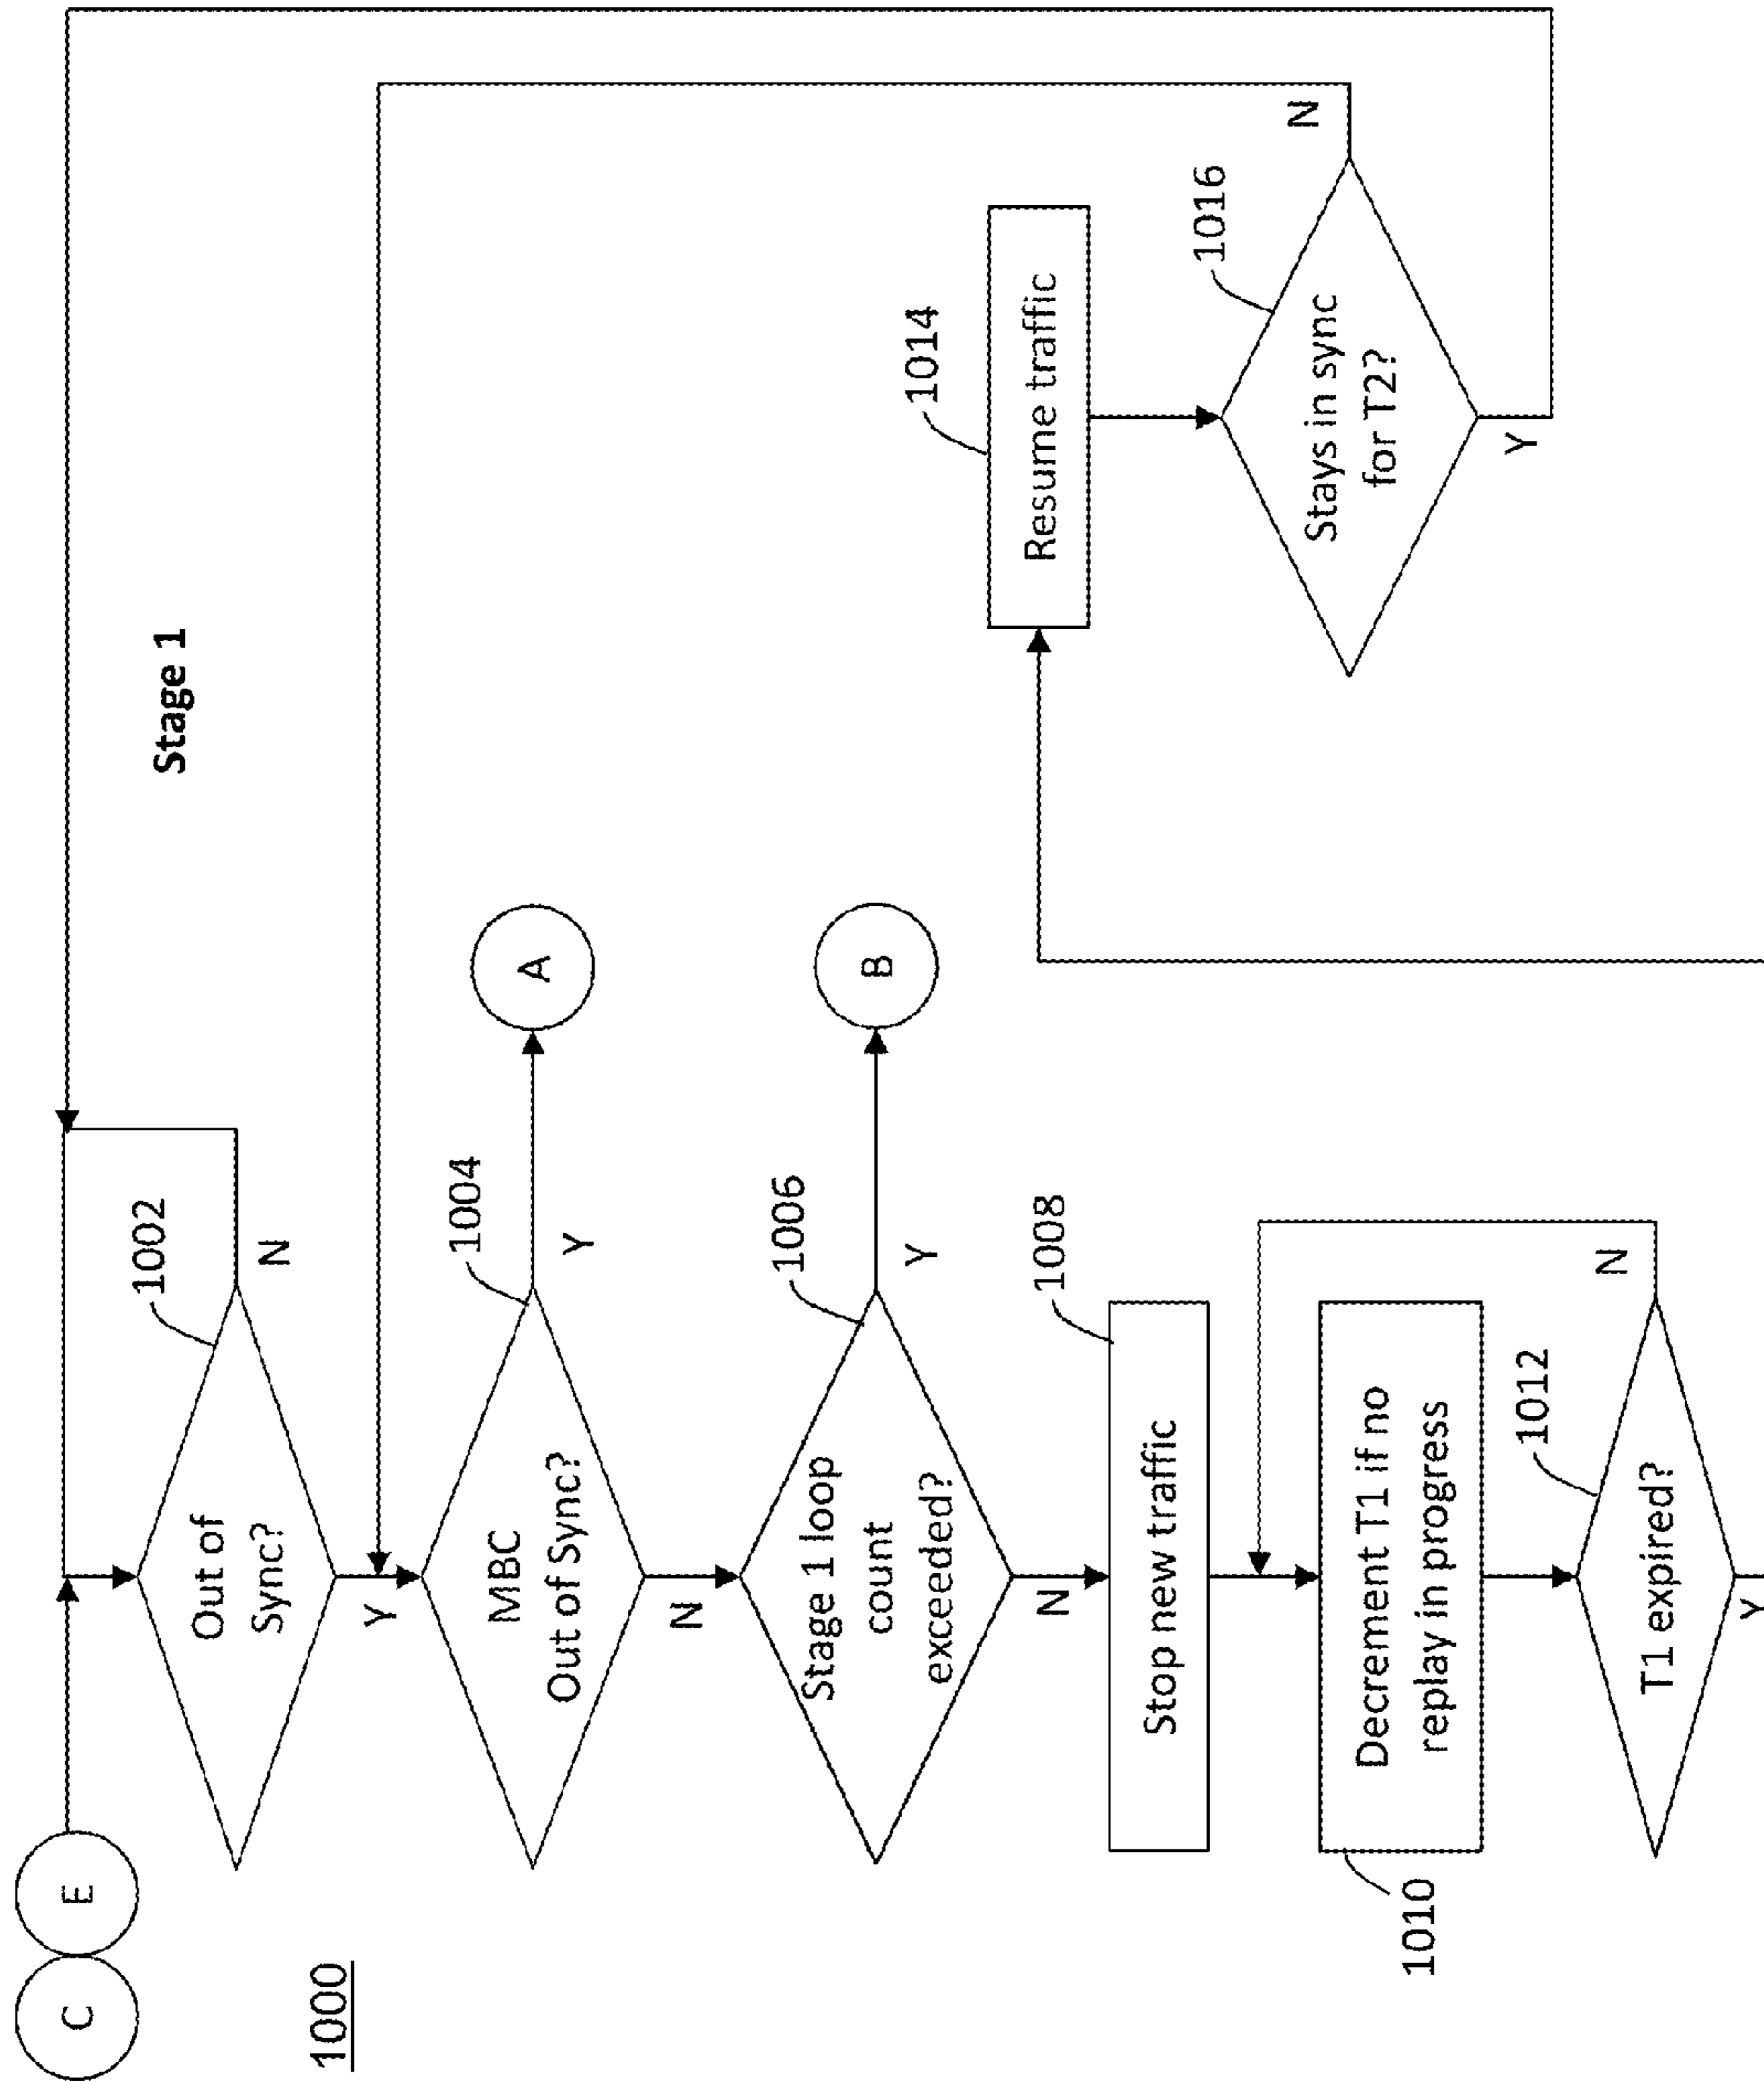 C
E
1000
Stage 1
Out of
Sync?
1002
N
Y
MBC
Out of Sync?
1004
Y
A
N
Stage 1 loop
count
exceeded?
1006
Y
B
N
Stop new traffic
1008
Decrement T1 if no
replay in progress
1010
T1 expired?
1012
N
Y
Resume traffic
1014
Stays in sync
for T2?
1016
N
Y